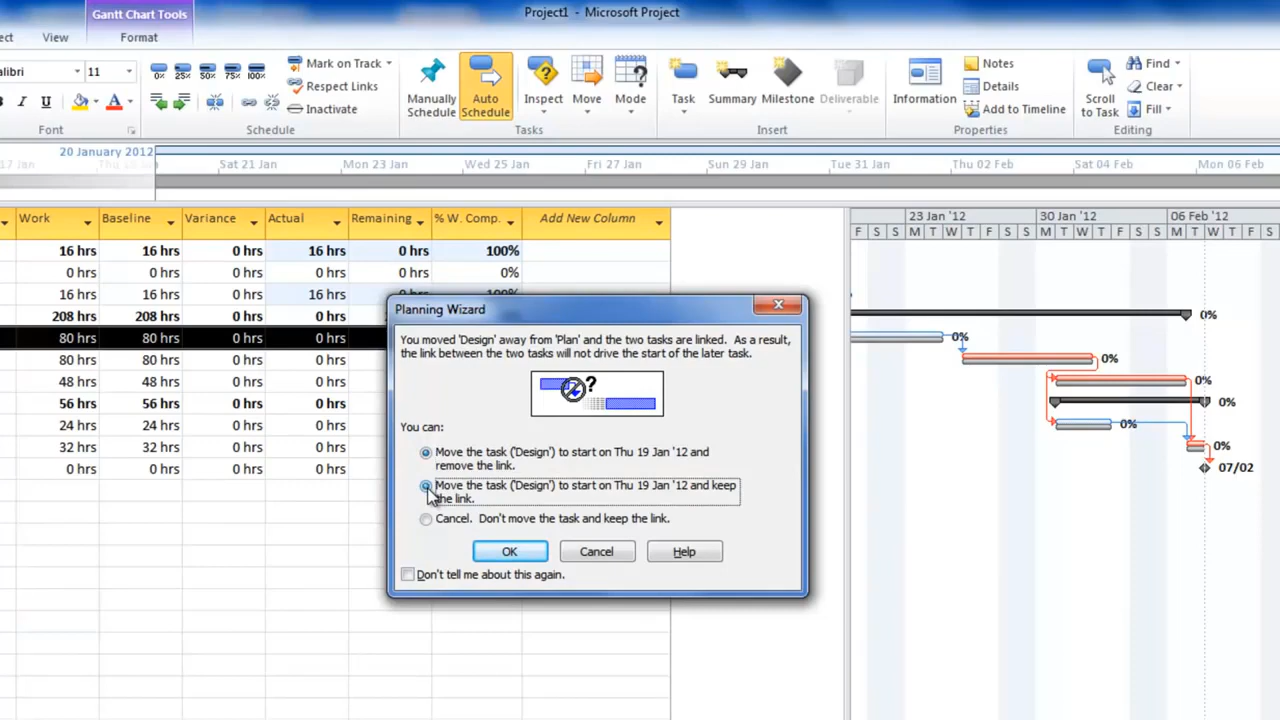 Gantt Chart Tools
Project1 - Microsoft Project
ect View Format
alibri 11
0% 25% 50% 75% 100%
Mark on Track
Respect Links
Inactivate
I U A
Manually Schedule
Auto Schedule
Inspect Move Mode
Task Summary Milestone Deliverable
Information
Notes
Details
Add to Timeline
Scroll to Task
Find
Clear
Fill
Font Schedule Tasks Insert Properties Editing
20 January 2012
17 Jan Sat 21 Jan Mon 23 Jan Wed 25 Jan Fri 27 Jan Sun 29 Jan Tue 31 Jan Thu 02 Feb Sat 04 Feb Mon 06 Feb
Work Baseline Variance Actual Remaining % W. Comp. Add New Column
23 Jan '12 30 Jan '12 06 Feb '12
F S S M T W T F S S M T W T F S S M T W T F S
16 hrs 16 hrs 0 hrs 16 hrs 0 hrs 100%
0 hrs 0 hrs 0 hrs 0 hrs 0 hrs 0%
16 hrs 16 hrs 0 hrs 16 hrs 0 hrs 100%
208 hrs 208 hrs 0 hrs 0 hrs 0%
80 hrs 80 hrs 0 hrs 0 hrs 0%
80 hrs 80 hrs 0 hrs 0 hrs 0%
48 hrs 48 hrs 0 hrs 0 hrs 0%
56 hrs 56 hrs 0 hrs 0 hrs 0%
24 hrs 24 hrs 0 hrs 0 hrs 0%
32 hrs 32 hrs 0 hrs 0 hrs 0%
0 hrs 0 hrs 0 hrs 0 hrs 07/02
Planning Wizard
You moved 'Design' away from 'Plan' and the two tasks are linked. As a result,
the link between the two tasks will not drive the start of the later task.
?
You can:
Move the task ('Design') to start on Thu 19 Jan '12 and
remove the link.
Move the task ('Design') to start on Thu 19 Jan '12 and keep
the link.
Cancel. Don't move the task and keep the link.
OK Cancel Help
Don't tell me about this again.